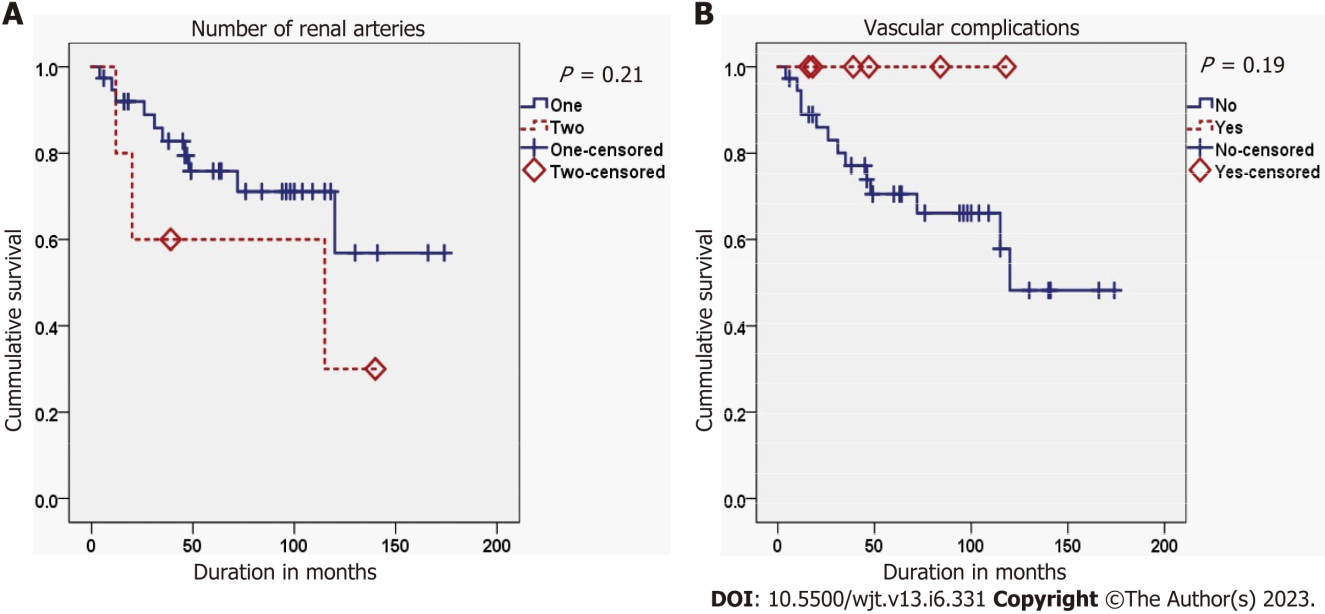 A
Number of renal arteries
P = 0.21
One
Two
One-censored
Two-censored
Cummulative survival
1.0
0.8
0.6
0.4
0.2
0.0
0 50 100 150 200
Duration in months
B
Vascular complications
P = 0.19
No
Yes
No-censored
Yes-censored
Cummulative survival
1.0
0.8
0.6
0.4
0.2
0.0
0 50 100 150 200
Duration in months
DOI: 10.5500/wjt.v13.i6.331 Copyright ©The Author(s) 2023.